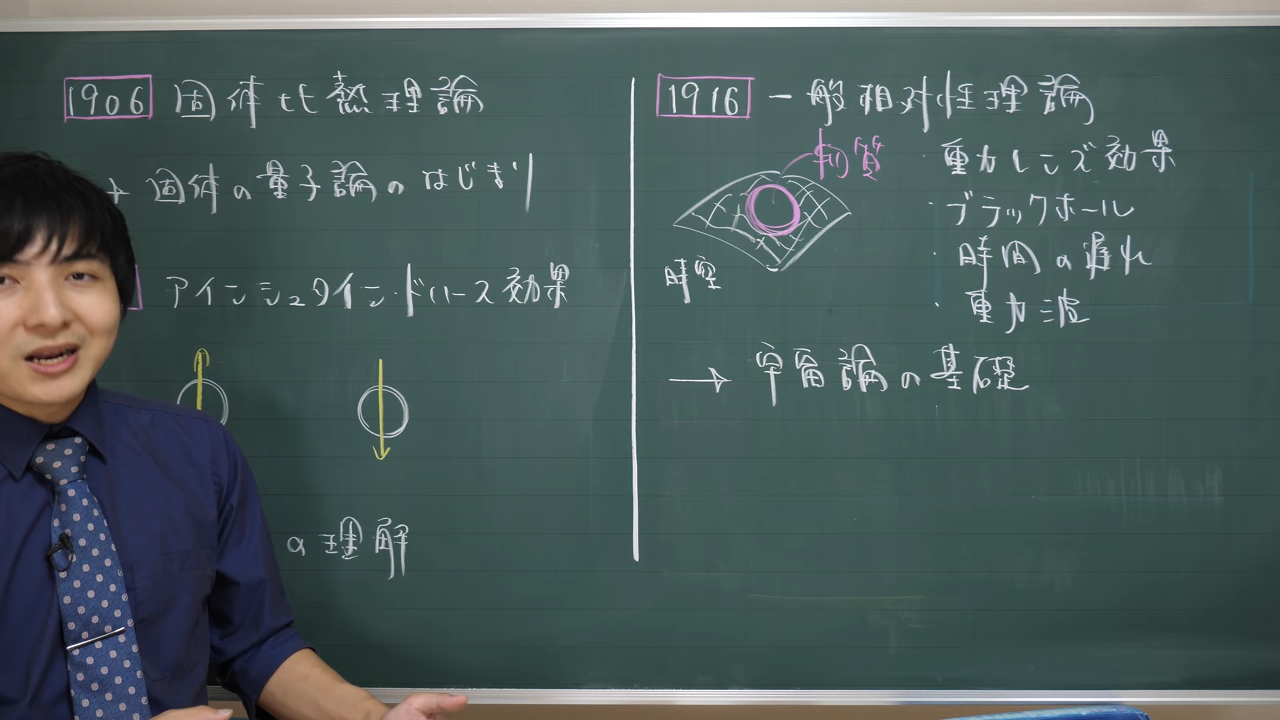 1906 固体比熱理論
→ 固体の量子論のはじまり
アインシュタイン・ドハース効果
の理解
1916 一般相対性理論
物質
時空
・重力レンズ効果
・ブラックホール
・時間の遅れ
・重力波
→ 宇宙論の基礎